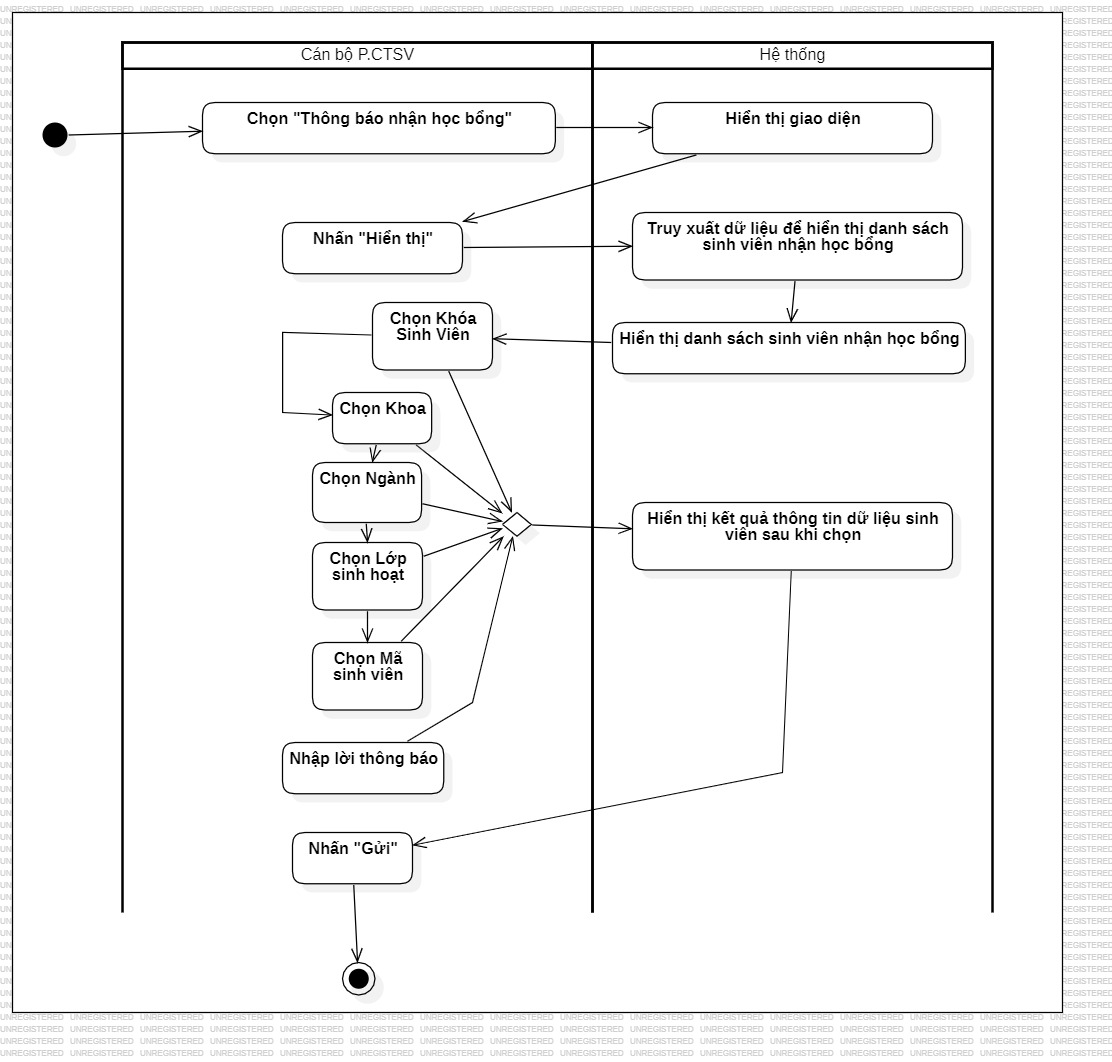 Cán bộ P.CTSV
Hệ thống
Chọn "Thông báo nhận học bổng"
Hiển thị giao diện
Nhấn "Hiển thị"
Truy xuất dữ liệu để hiển thị danh sách
sinh viên nhận học bổng
Chọn Khóa
Sinh Viên
Hiển thị danh sách sinh viên nhận học bổng
Chọn Khoa
Chọn Ngành
Hiển thị kết quả thông tin dữ liệu sinh
viên sau khi chọn
Chọn Lớp
sinh hoạt
Chọn Mã
sinh viên
Nhập lời thông báo
Nhấn "Gửi"
UNREGISTERED